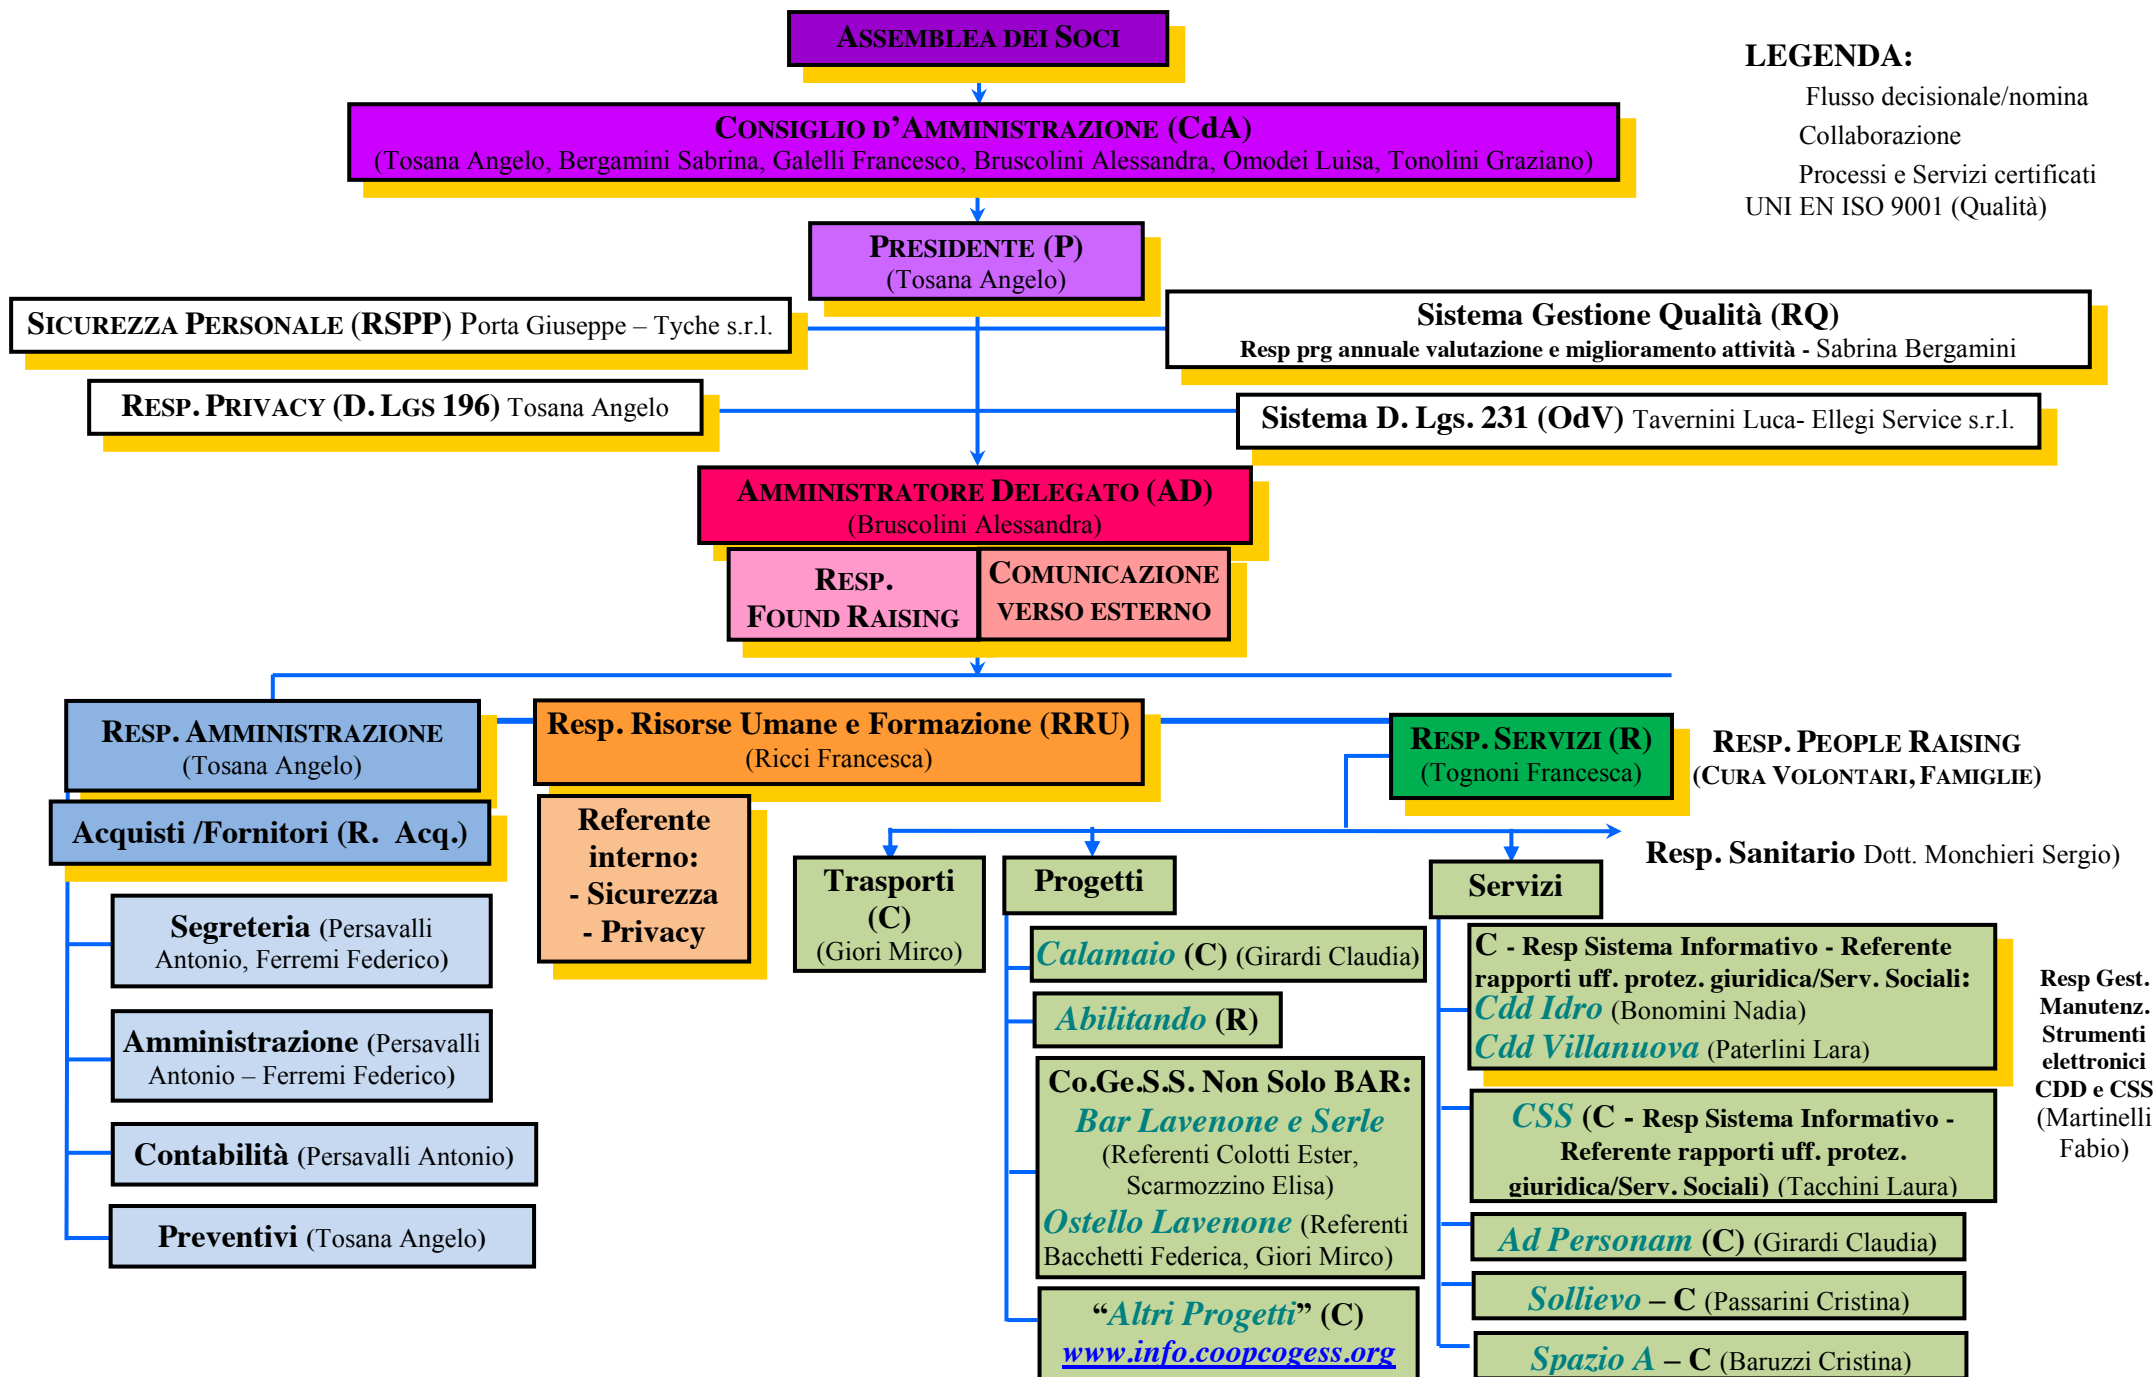 ASSEMBLEA DEI SOCI
LEGENDA:
Flusso decisionale/nomina
Collaborazione
Processi e Servizi certificati
UNI EN ISO 9001 (Qualità)
CONSIGLIO D'AMMINISTRAZIONE (CdA)
(Tosana Angelo, Bergamini Sabrina, Galelli Francesco, Bruscolini Alessandra, Omodei Luisa, Tonolini Graziano)
PRESIDENTE (P)
(Tosana Angelo)
SICUREZZA PERSONALE (RSPP) Porta Giuseppe – Tyche s.r.l.
Sistema Gestione Qualità (RQ)
Resp prg annuale valutazione e miglioramento attività - Sabrina Bergamini
RESP. PRIVACY (D. LGS 196) Tosana Angelo
Sistema D. Lgs. 231 (OdV) Tavernini Luca- Ellegi Service s.r.l.
AMMINISTRATORE DELEGATO (AD)
(Bruscolini Alessandra)
RESP.
FOUND RAISING
COMUNICAZIONE
VERSO ESTERNO
RESP. AMMINISTRAZIONE
(Tosana Angelo)
Acquisti /Fornitori (R. Acq.)
Segreteria (Persavalli
Antonio, Ferremi Federico)
Amministrazione (Persavalli
Antonio – Ferremi Federico)
Contabilità (Persavalli Antonio)
Preventivi (Tosana Angelo)
Resp. Risorse Umane e Formazione (RRU)
(Ricci Francesca)
Referente
interno:
- Sicurezza
- Privacy
RESP. SERVIZI (R)
(Tognoni Francesca)
RESP. PEOPLE RAISING
(CURA VOLONTARI, FAMIGLIE)
Resp. Sanitario Dott. Monchieri Sergio)
Trasporti
(C)
(Giori Mirco)
Progetti
Calamaio (C) (Girardi Claudia)
Abilitando (R)
Co.Ge.S.S. Non Solo BAR:
Bar Lavenone e Serle
(Referenti Colotti Ester,
Scarmozzino Elisa)
Ostello Lavenone (Referenti
Bacchetti Federica, Giori Mirco)
“Altri Progetti” (C)
www.info.coopcogess.org
Servizi
C - Resp Sistema Informativo - Referente
rapporti uff. protez. giuridica/Serv. Sociali:
Cdd Idro (Bonomini Nadia)
Cdd Villanuova (Paterlini Lara)
CSS (C - Resp Sistema Informativo -
Referente rapporti uff. protez.
giuridica/Serv. Sociali) (Tacchini Laura)
Ad Personam (C) (Girardi Claudia)
Sollievo – C (Passarini Cristina)
Spazio A – C (Baruzzi Cristina)
Resp Gest.
Manutenz.
Strumenti
elettronici
CDD e CSS
(Martinelli
Fabio)